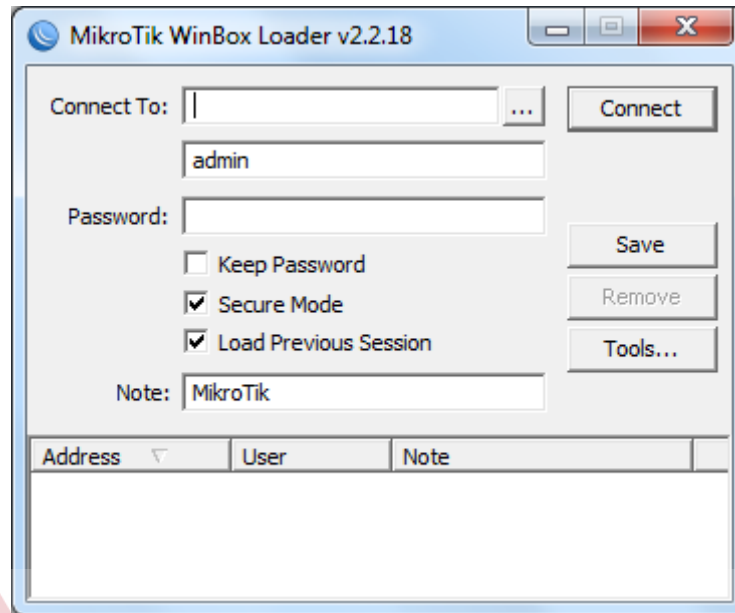 MikroTik WinBox Loader v2.2.18
Connect To: ... Connect
admin
Password:
Keep Password Save
Secure Mode Remove
Load Previous Session Tools...
Note: MikroTik
Address User Note